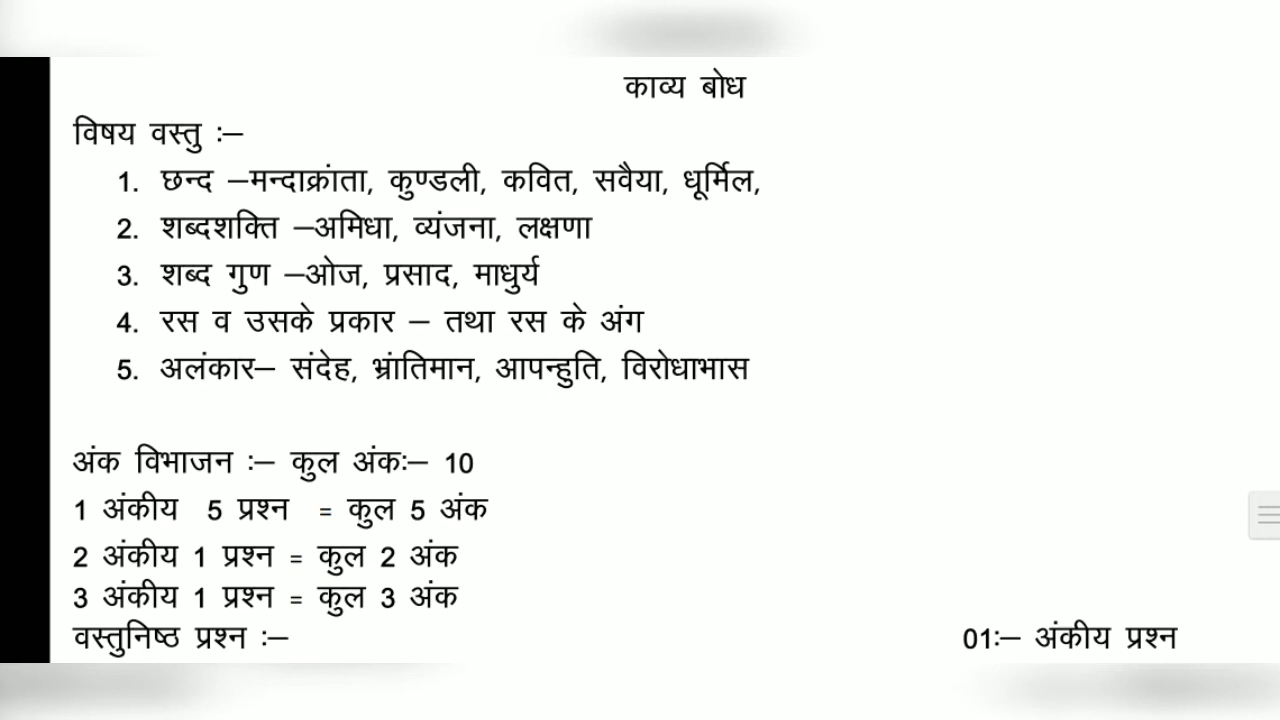 काव्य बोध
विषय वस्तु :–
1. छन्द –मन्दाक्रांता, कुण्डली, कवित, सवैया, धूर्मिल,
2. शब्दशक्ति –अमिधा, व्यंजना, लक्षणा
3. शब्द गुण –ओज, प्रसाद, माधुर्य
4. रस व उसके प्रकार – तथा रस के अंग
5. अलंकार– संदेह, भ्रांतिमान, आपन्हुति, विरोधाभास
अंक विभाजन :– कुल अंकः– 10
1 अंकीय 5 प्रश्न = कुल 5 अंक
2 अंकीय 1 प्रश्न = कुल 2 अंक
3 अंकीय 1 प्रश्न = कुल 3 अंक
वस्तुनिष्ठ प्रश्न :– 01:– अंकीय प्रश्न